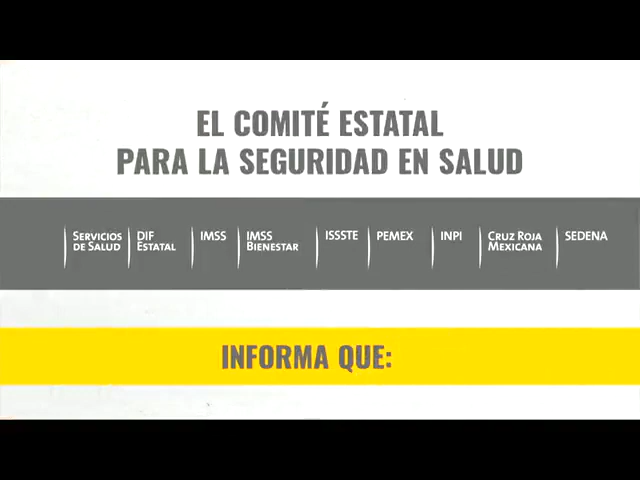 EL COMITÉ ESTATAL
PARA LA SEGURIDAD EN SALUD
SERVICIOS DE SALUD
DIF ESTATAL
IMSS
IMSS BIENESTAR
ISSSTE
PEMEX
INPI
CRUZ ROJA MEXICANA
SEDENA
INFORMA QUE: